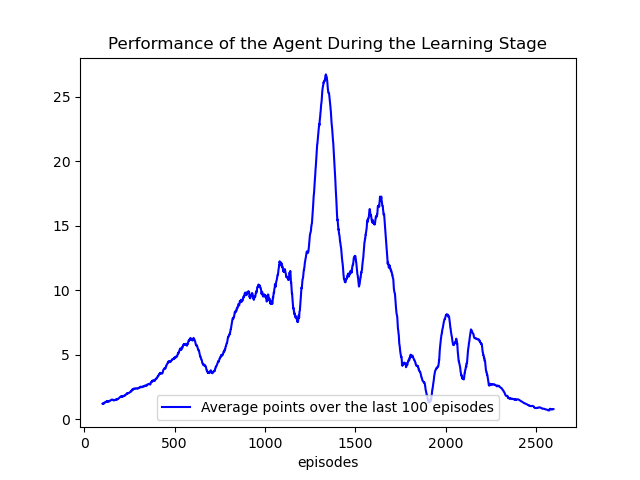 Performance of the Agent During the Learning Stage
25
20
15
10
5
0
Average points over the last 100 episodes
0 500 1000 1500 2000 2500
episodes